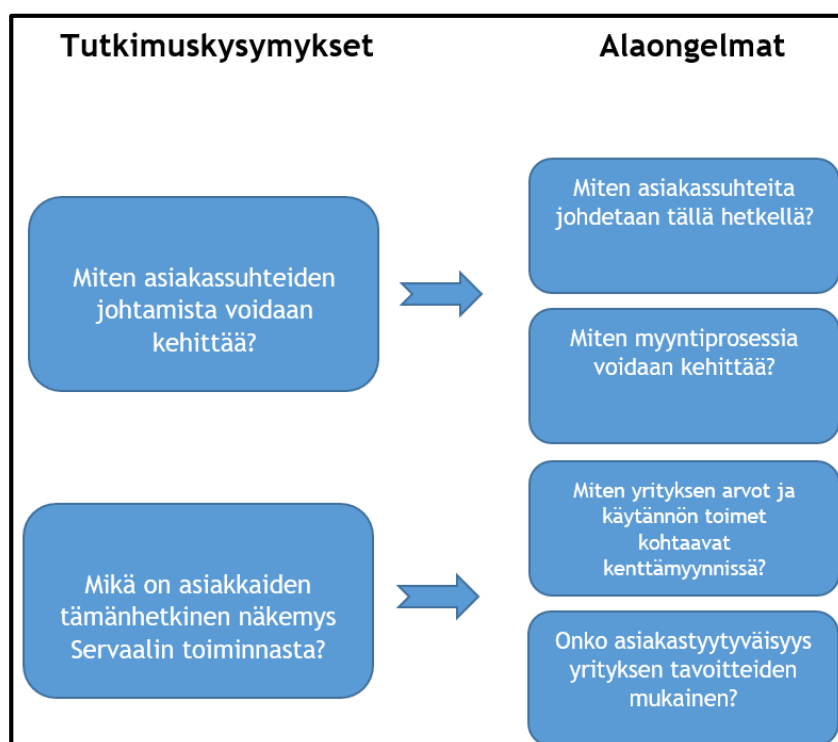 Tutkimuskysymykset
Alaongelmat
Miten asiakassuhteiden
johtamista voidaan
kehittää?
Miten asiakassuhteita
johdetaan tällä hetkellä?
Miten myyntiprosessia
voidaan kehittää?
Mikä on asiakkaiden
tämänhetkinen näkemys
Servaalin toiminnasta?
Miten yrityksen arvot ja
käytännön toimet
kohtaavat
kenttämyynnissä?
Onko asiakastyytyväisyys
yrityksen tavoitteiden
mukainen?